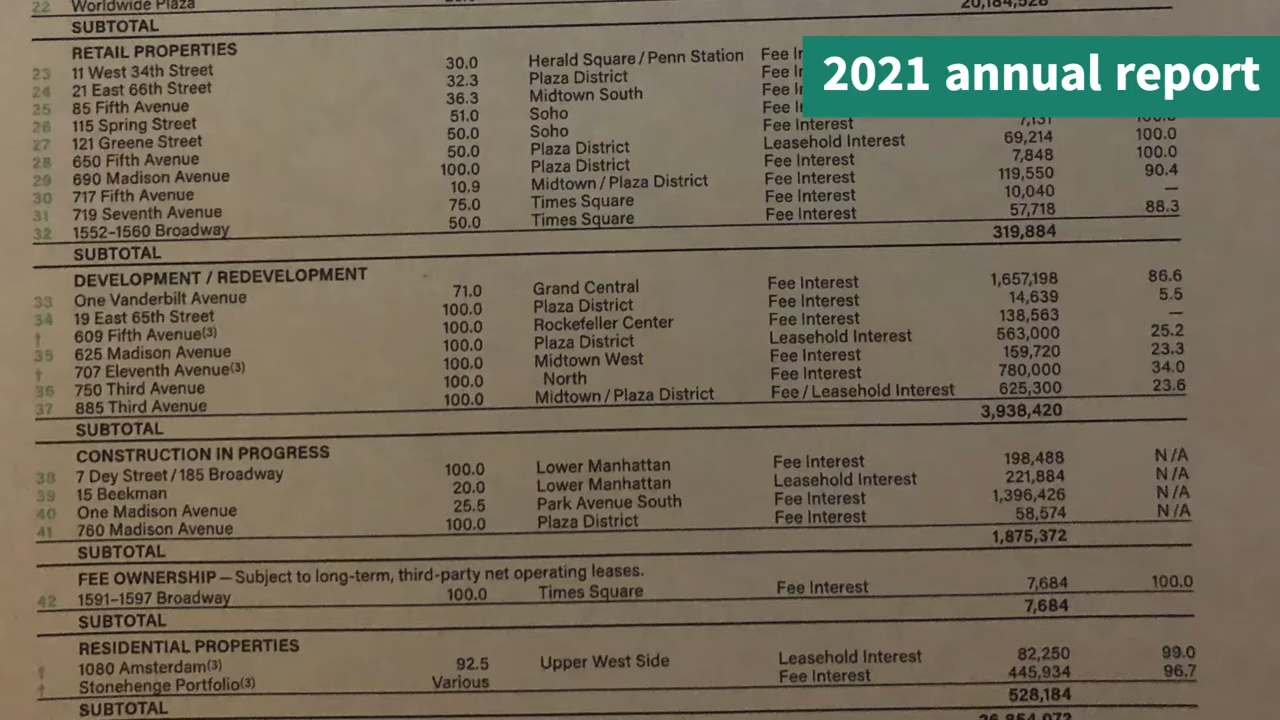 2021 annual report
22 Worldwide Plaza 20,184,528
SUBTOTAL
RETAIL PROPERTIES
23 11 West 34th Street 30.0 Herald Square / Penn Station Fee
24 21 East 66th Street 32.3 Plaza District Fee
25 85 Fifth Avenue 36.3 Midtown South Fee
26 115 Spring Street 51.0 Soho Fee
27 121 Greene Street 50.0 Soho Fee Interest 7,131
28 650 Fifth Avenue 50.0 Plaza District Leasehold Interest 69,214 100.0
29 690 Madison Avenue 100.0 Plaza District Fee Interest 7,848 100.0
30 717 Fifth Avenue 10.9 Midtown / Plaza District Fee Interest 119,550 90.4
31 719 Seventh Avenue 75.0 Times Square Fee Interest 10,040 —
32 1552–1560 Broadway 50.0 Times Square Fee Interest 57,718 88.3
SUBTOTAL 319,884
DEVELOPMENT / REDEVELOPMENT
33 One Vanderbilt Avenue 71.0 Grand Central Fee Interest 1,657,198 86.6
34 19 East 65th Street 100.0 Plaza District Fee Interest 14,639 5.5
† 609 Fifth Avenue(3) 100.0 Rockefeller Center Fee Interest 138,563 —
35 625 Madison Avenue 100.0 Plaza District Leasehold Interest 563,000 25.2
† 707 Eleventh Avenue(3) 100.0 Midtown West Fee Interest 159,720 23.3
36 750 Third Avenue 100.0 North Fee Interest 780,000 34.0
37 885 Third Avenue 100.0 Midtown / Plaza District Fee / Leasehold Interest 625,300 23.6
SUBTOTAL 3,938,420
CONSTRUCTION IN PROGRESS
38 7 Dey Street / 185 Broadway 100.0 Lower Manhattan Fee Interest 198,488 N/A
39 15 Beekman 20.0 Lower Manhattan Leasehold Interest 221,884 N/A
40 One Madison Avenue 25.5 Park Avenue South Fee Interest 1,396,426 N/A
41 760 Madison Avenue 100.0 Plaza District Fee Interest 58,574 N/A
SUBTOTAL 1,875,372
FEE OWNERSHIP — Subject to long-term, third-party net operating leases.
42 1591–1597 Broadway 100.0 Times Square Fee Interest 7,684 100.0
SUBTOTAL 7,684
RESIDENTIAL PROPERTIES
† 1080 Amsterdam(3) 92.5 Upper West Side Leasehold Interest 82,250 99.0
† Stonehenge Portfolio(3) Various Fee Interest 445,934 96.7
SUBTOTAL 528,184